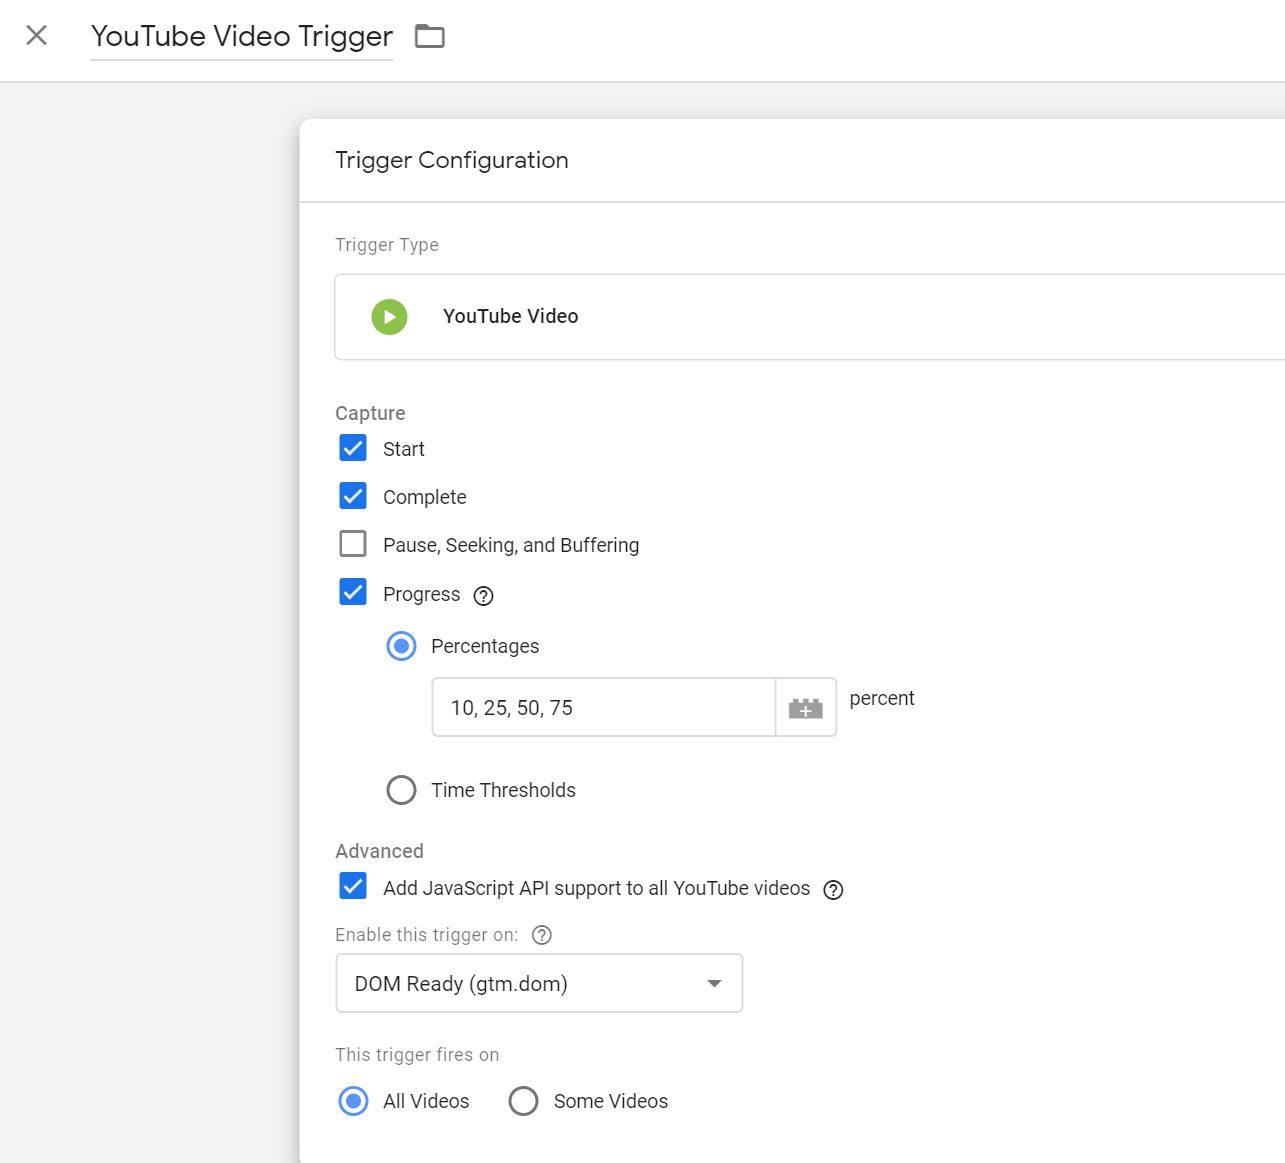 YouTube Video Trigger
Trigger Configuration
Trigger Type
YouTube Video
Capture
Start
Complete
Pause, Seeking, and Buffering
Progress
Percentages
10, 25, 50, 75 percent
Time Thresholds
Advanced
Add JavaScript API support to all YouTube videos
Enable this trigger on:
DOM Ready (gtm.dom)
This trigger fires on
All Videos Some Videos